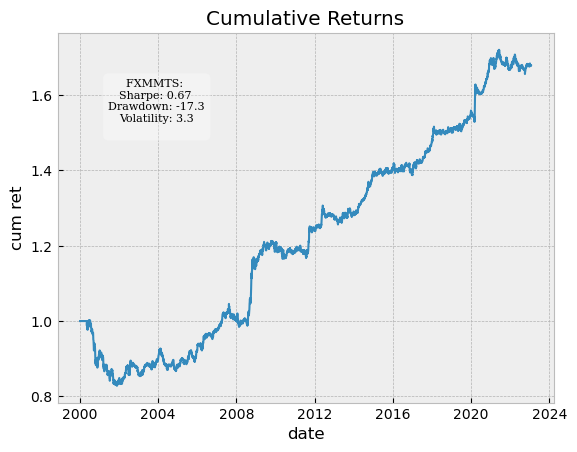 Cumulative Returns
FXMMTS:
Sharpe: 0.67
Drawdown: -17.3
Volatility: 3.3
cum ret
1.6
1.4
1.2
1.0
0.8
2000 2004 2008 2012 2016 2020 2024
date